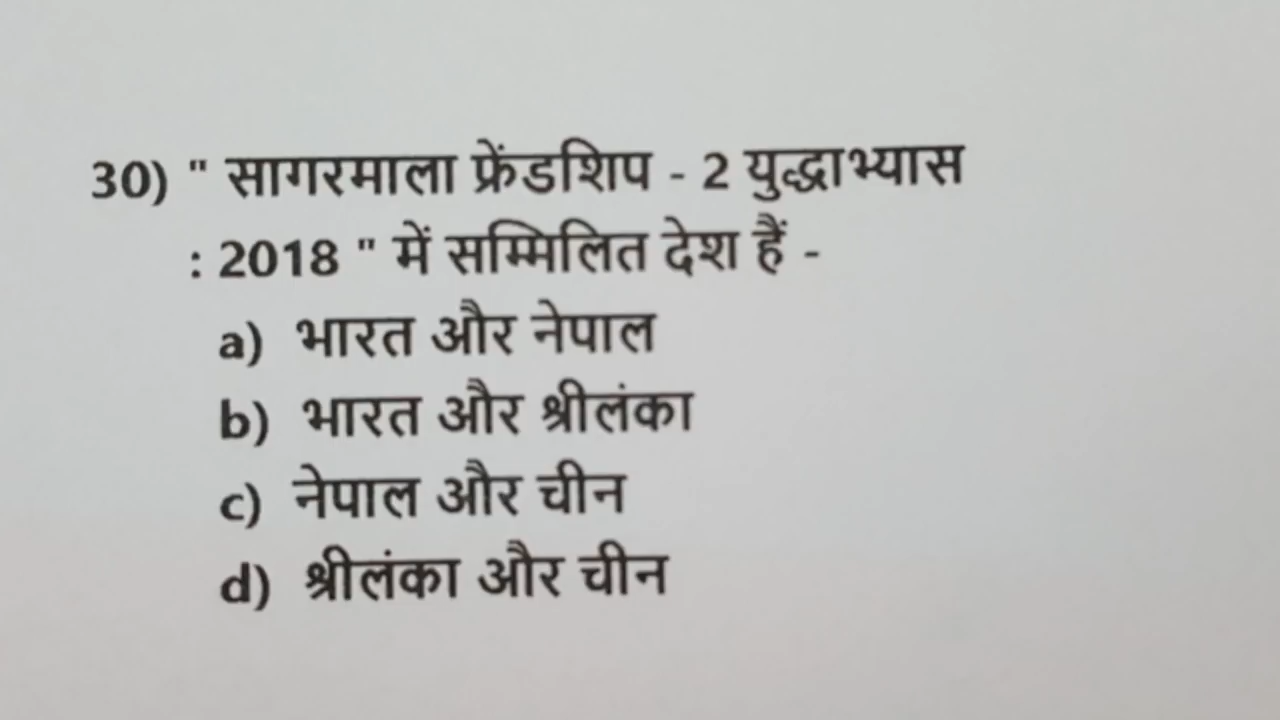 30) " सागरमाला फ्रेंडशिप - 2 युद्धाभ्यास
: 2018 " में सम्मिलित देश हैं -
a) भारत और नेपाल
b) भारत और श्रीलंका
c) नेपाल और चीन
d) श्रीलंका और चीन